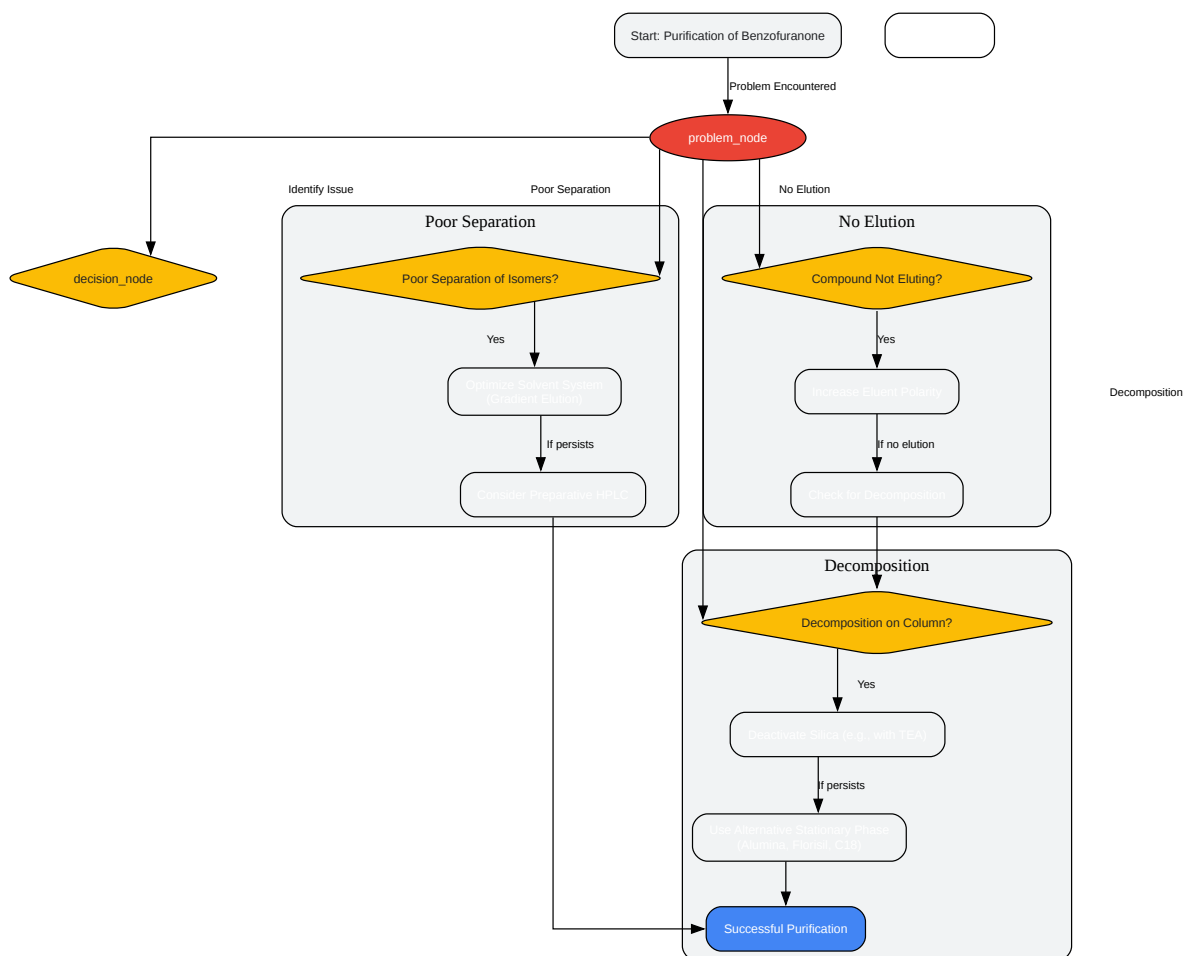 Start: Purification of Benzofuranone
Problem Encountered
problem_node
Identify Issue
Poor Separation
No Elution
Poor Separation
No Elution
decision_node
Poor Separation of Isomers?
Compound Not Eluting?
Yes
Yes
Optimize Solvent System
(Gradient Elution)
Increase Eluent Polarity
Decomposition
If persists
If no elution
Consider Preparative HPLC
Check for Decomposition
Decomposition
Decomposition on Column?
Yes
Deactivate Silica (e.g., with TEA)
If persists
Use Alternative Stationary Phase
(Alumina, Florisil, C18)
Successful Purification